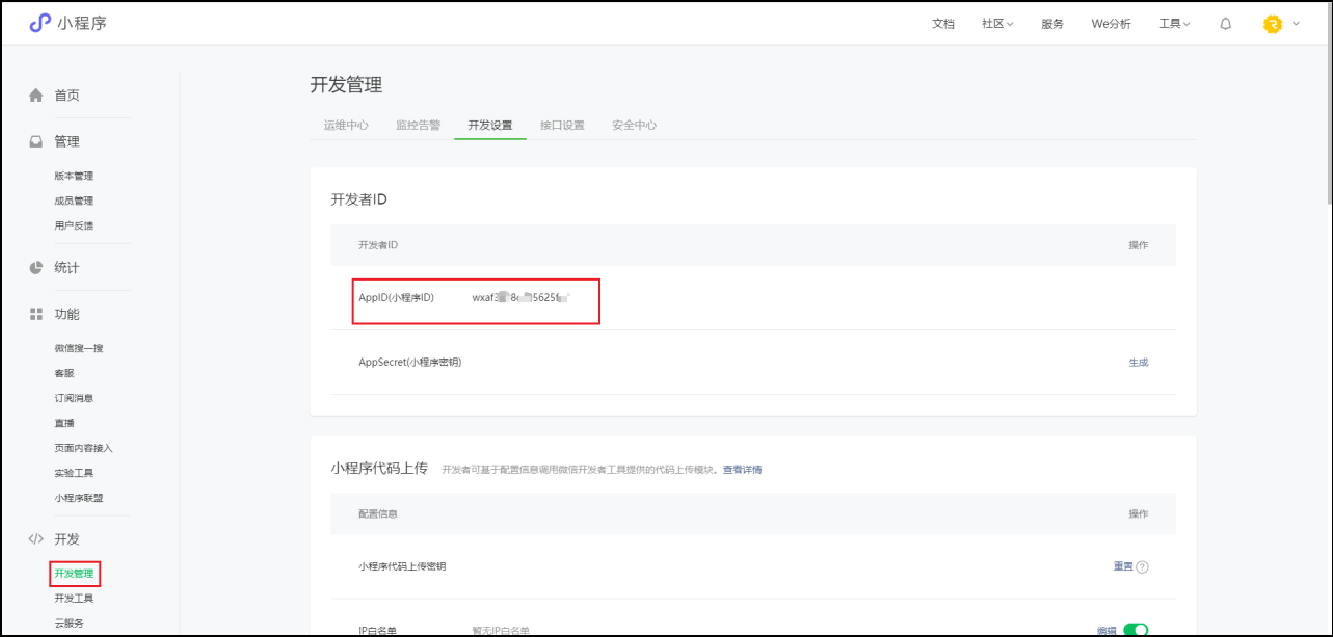 小程序
文档 社区 服务 We分析 工具
首页
管理
版本管理
成员管理
用户反馈
统计
功能
微信搜一搜
客服
订阅消息
直播
页面内容接入
实验工具
小程序联盟
开发
开发管理
开发工具
云服务
开发管理
运维中心 监控告警 开发设置 接口设置 安全中心
开发者ID
开发者ID 操作
AppID(小程序ID)
AppSecret(小程序密钥) 生成
小程序代码上传 开发者可基于配置信息调用微信开发者工具提供的代码上传模块。查看详情
配置信息 操作
小程序代码上传密钥 重置
IP白名单 暂无IP白名单 编辑